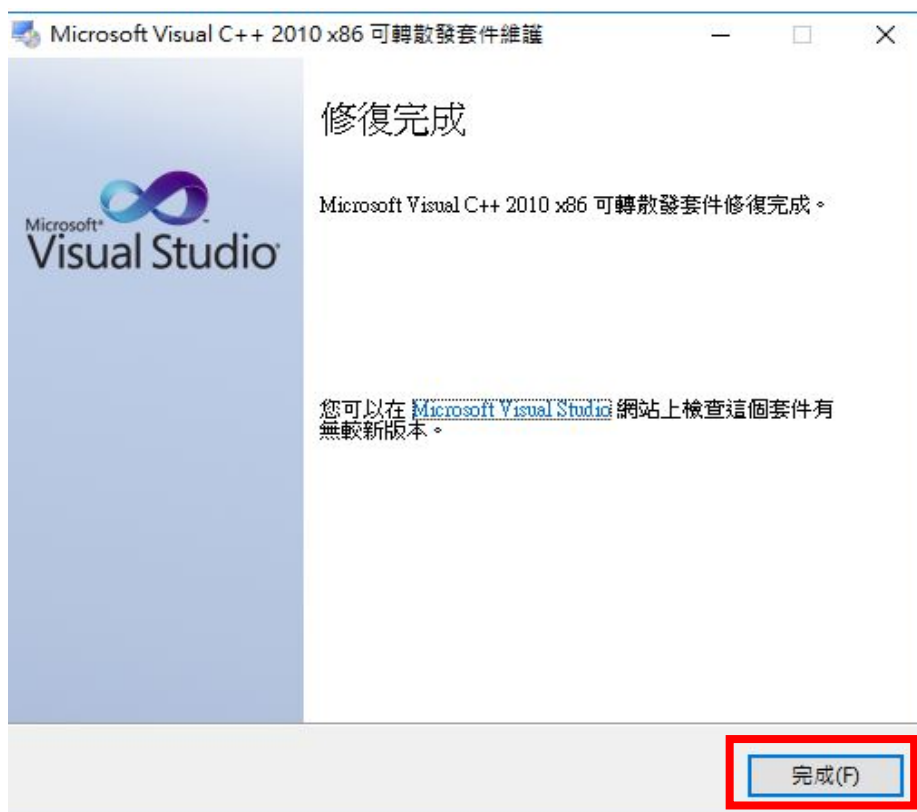 Microsoft Visual C++ 2010 x86 可轉散發套件維護
修復完成
Microsoft Visual C++ 2010 x86 可轉散發套件修復完成。
Microsoft®
Visual Studio®
您可以在 Microsoft Visual Studio 網站上檢查這個套件有
無較新版本。
完成(F)